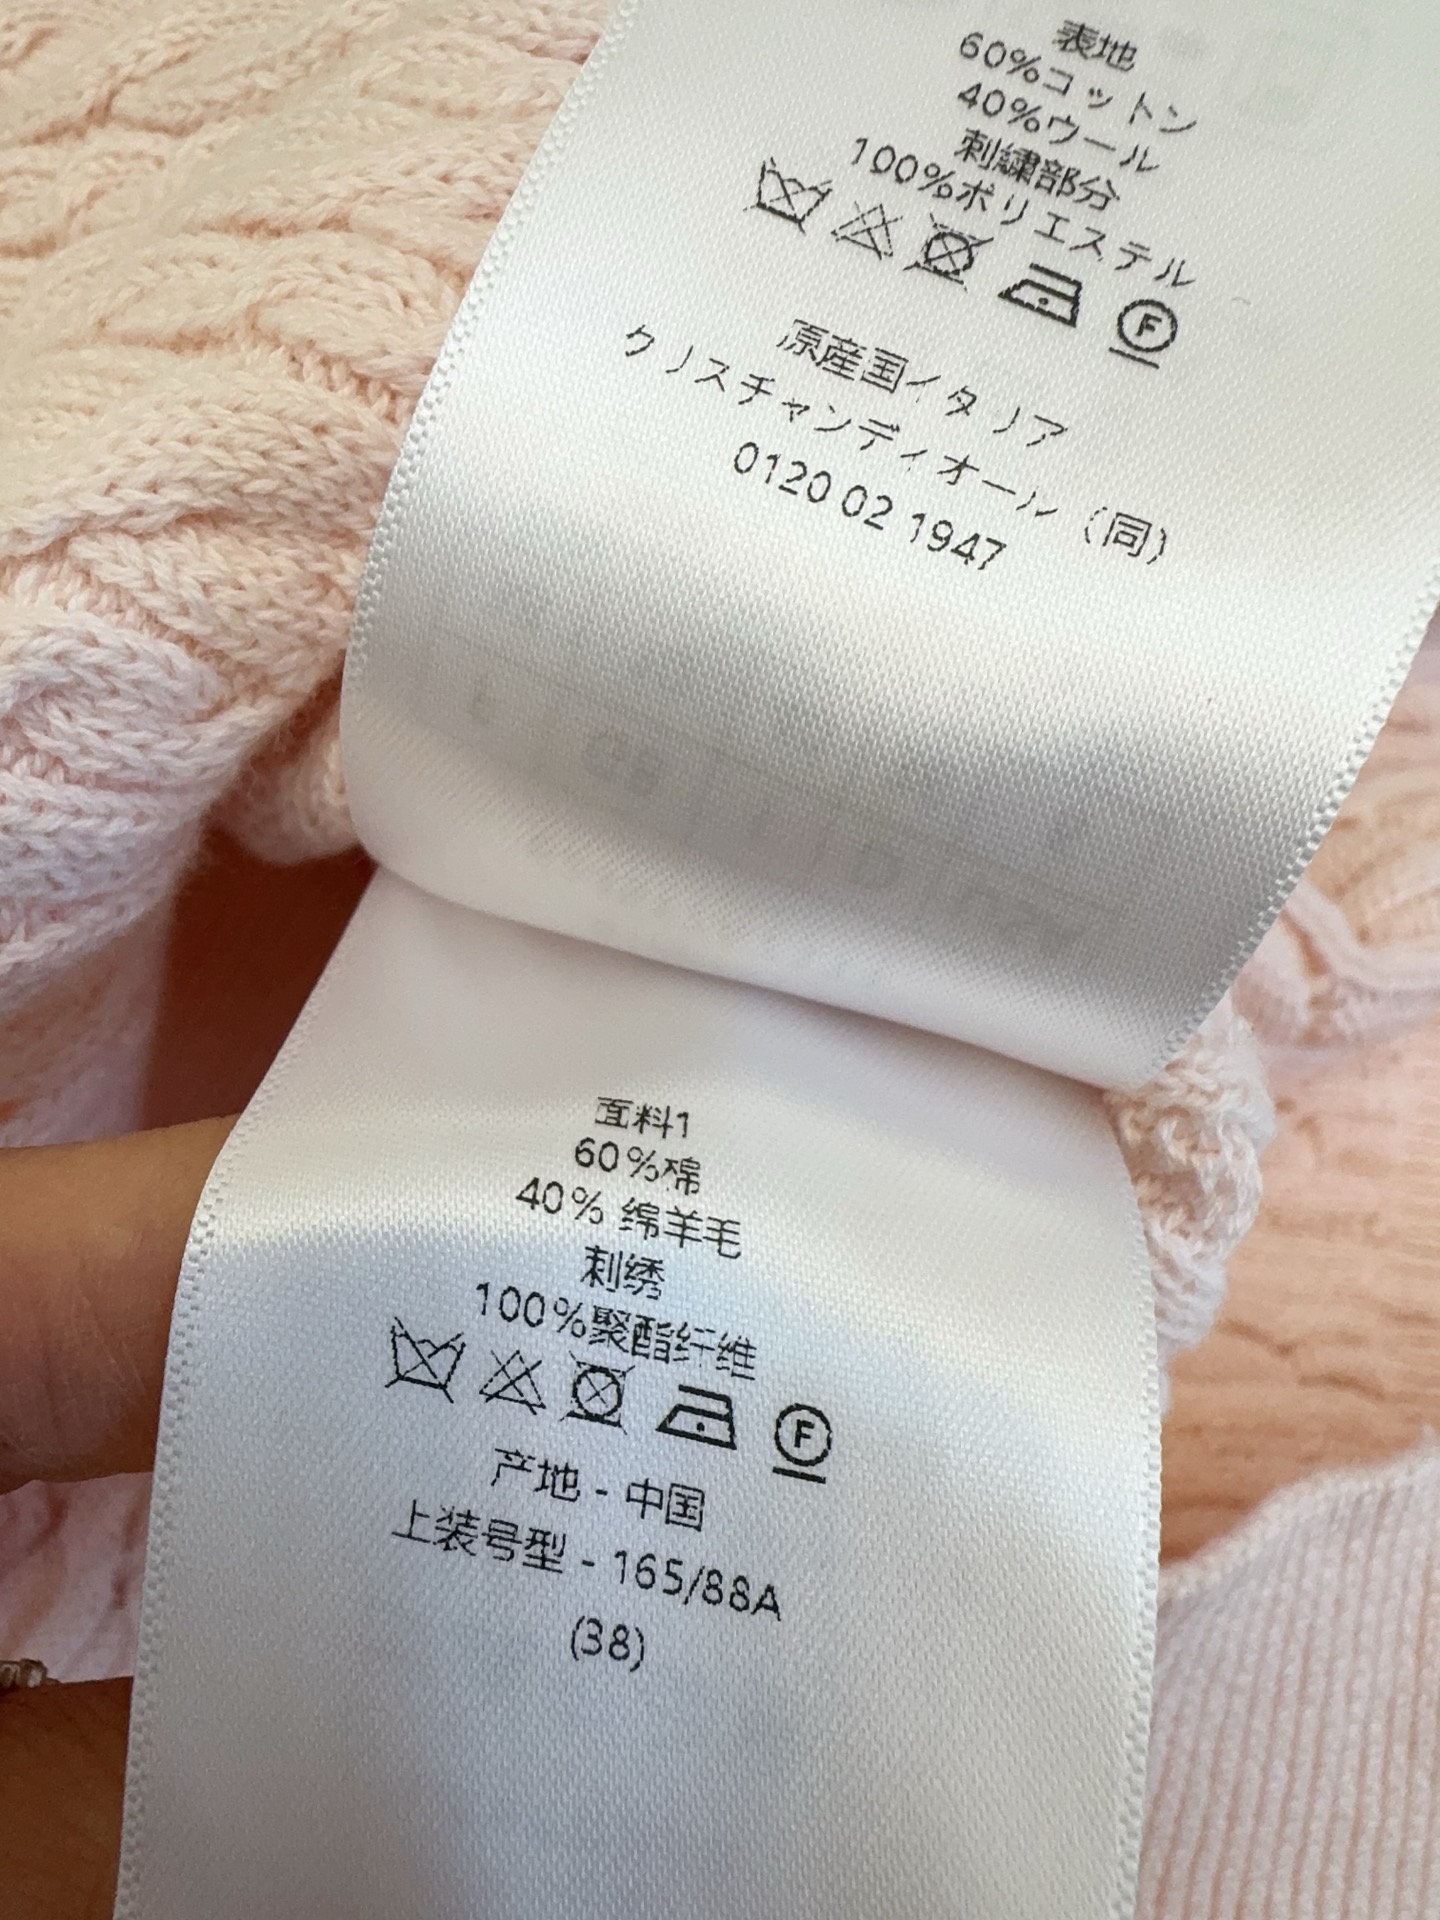 表地
60%コットン
40%ウール
刺繍部分
100%ポリエステル
F
原産国イタリア
クリスチャンディオール（同）
0120 02 1947
面料1
60%棉
40% 绵羊毛
刺绣
100%聚酯纤维
F
产地 - 中国
上装号型 - 165/88A
(38)